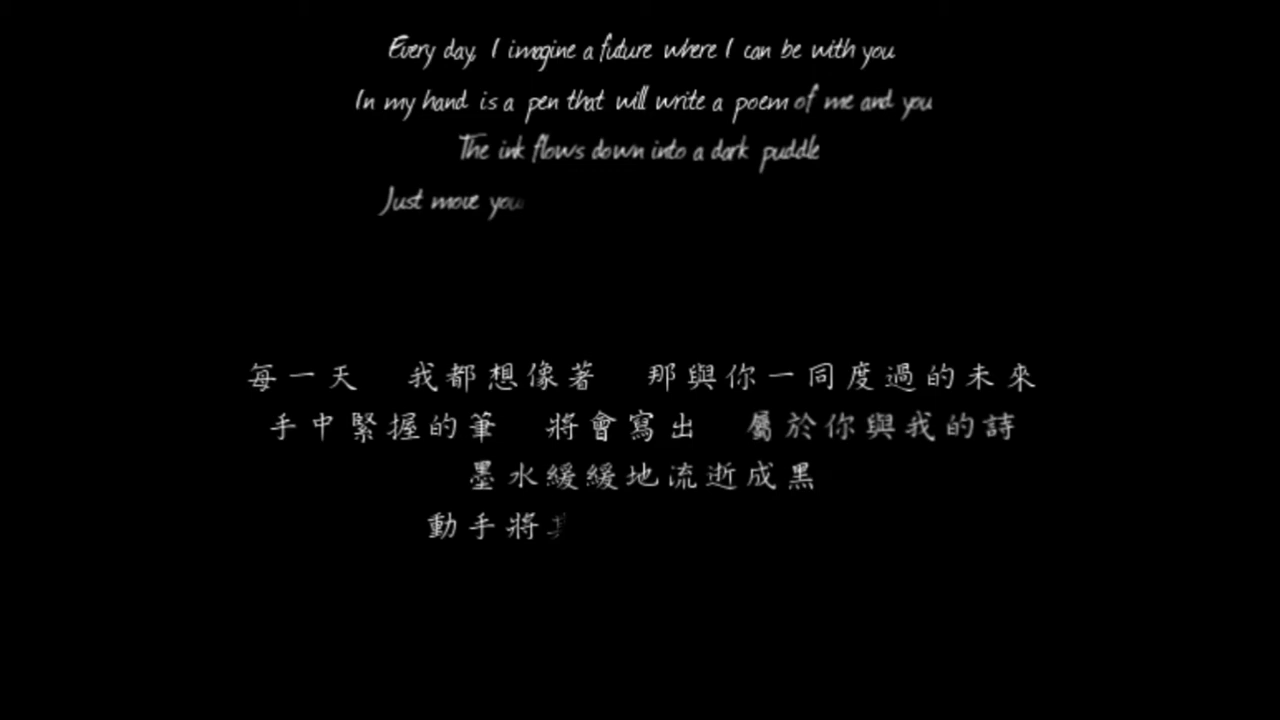 Every day, I imagine a future where I can be with you
In my hand is a pen that will write a poem of me and you
The ink flows down into a dark puddle
Just move you
每一天 我都想像著 那與你一同度過的未來
手中緊握的筆 將會寫出 屬於你與我的詩
墨水緩緩地流逝成黑
動手將